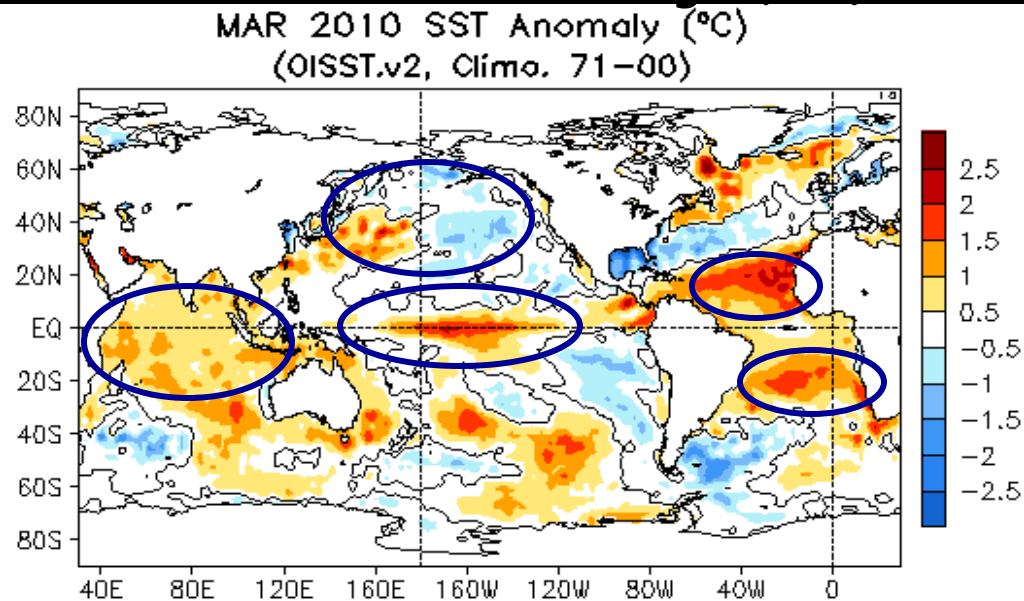 MAR 2010 SST Anomaly (°C)
(OISST.v2, Climo. 71−00)
80N
60N
40N
20N
EQ
20S
40S
60S
80S
40E 80E 120E 160E 160W 120W 80W 40W 0
2.5
2
1.5
1
0.5
−0.5
−1
−1.5
−2
−2.5